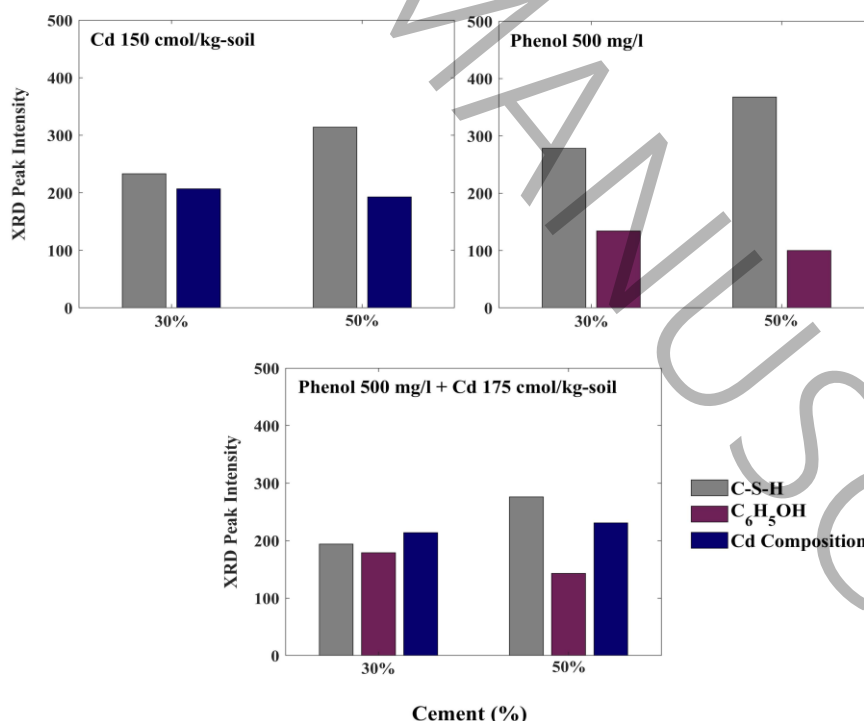 Cd 150 cmol/kg-soil
XRD Peak Intensity
500
400
300
200
100
0
30%
50%
Phenol 500 mg/l
500
400
300
200
100
0
30%
50%
Phenol 500 mg/l + Cd 175 cmol/kg-soil
XRD Peak Intensity
500
400
300
200
100
0
30%
50%
Cement (%)
C-S-H
C₆H₅OH
Cd Composition
MANUSC